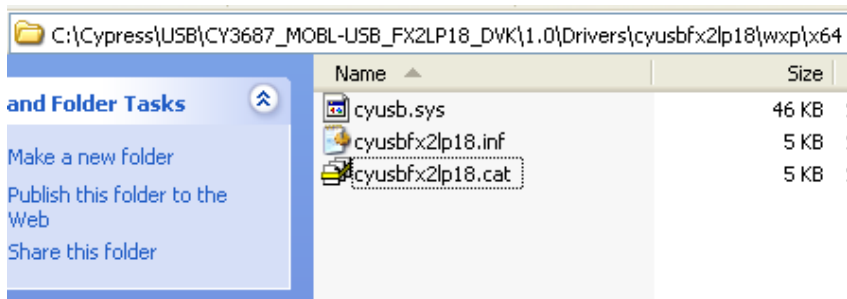 C:\Cypress\USB\CY3687_MOBL-USB_FX2LP18_DVK\1.0\Drivers\cyusbfx2lp18\wxp\x64
Name Size
and Folder Tasks
cyusb.sys 46 KB
cyusbfx2lp18.inf 5 KB
Make a new folder
cyusbfx2lp18.cat 5 KB
Publish this folder to the
Web
Share this folder